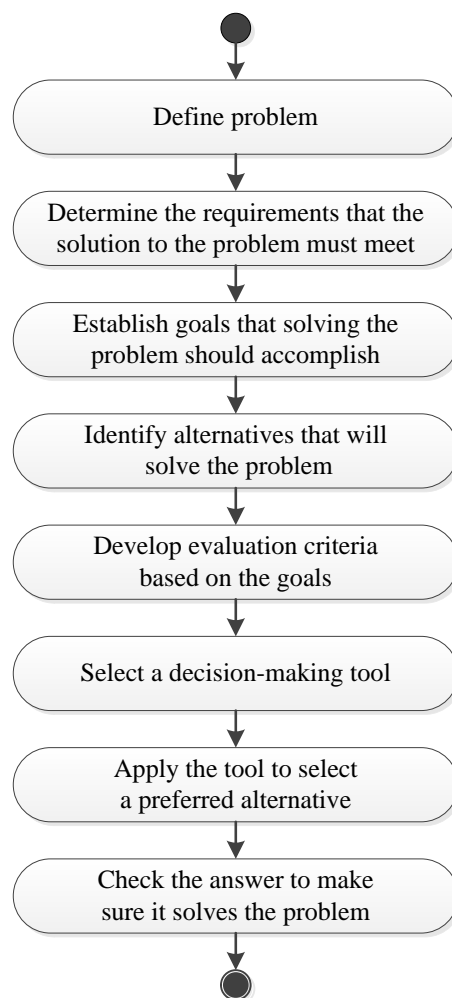 Define problem
Determine the requirements that the
solution to the problem must meet
Establish goals that solving the
problem should accomplish
Identify alternatives that will
solve the problem
Develop evaluation criteria
based on the goals
Select a decision-making tool
Apply the tool to select
a preferred alternative
Check the answer to make
sure it solves the problem